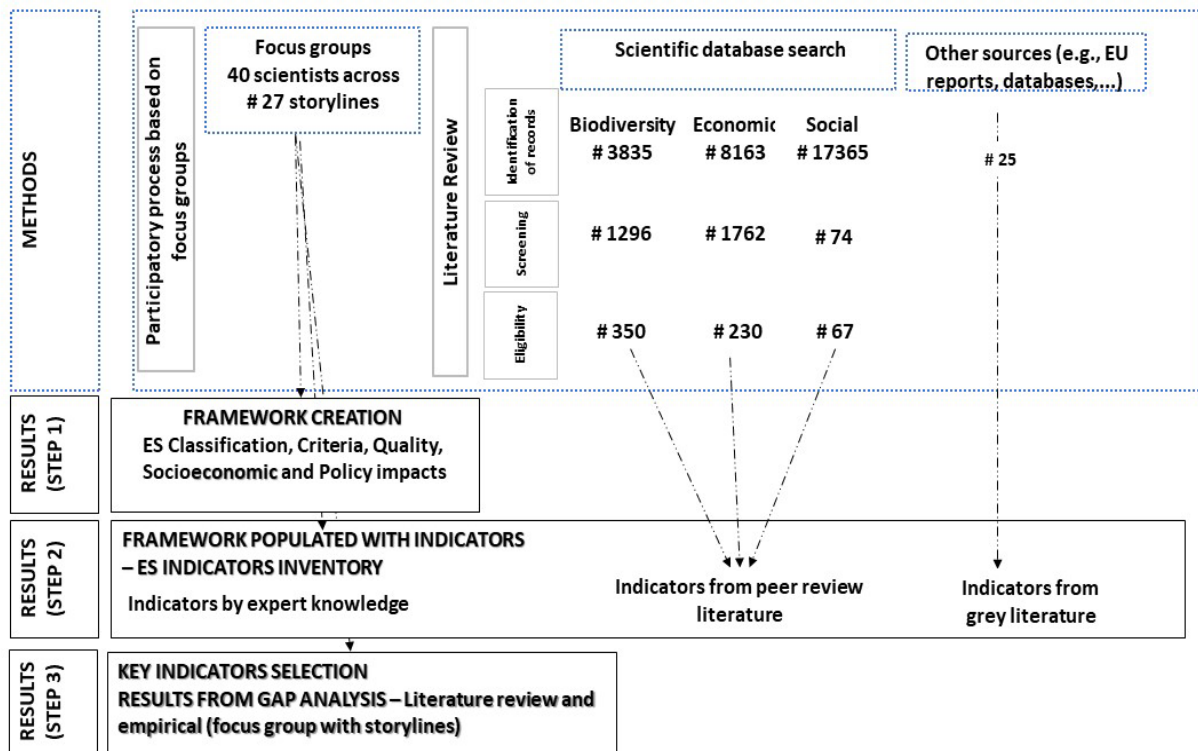 METHODS
Participatory process based on
focus groups
Focus groups
40 scientists across
# 27 storylines
Literature Review
Scientific database search
Other sources (e.g., EU
reports, databases,...)
Identification
of records
Biodiversity
# 3835
Economic
# 8163
Social
# 17365
# 25
Screening
# 1296
# 1762
# 74
Eligibility
# 350
# 230
# 67
RESULTS
(STEP 1)
FRAMEWORK CREATION
ES Classification, Criteria, Quality,
Socioeconomic and Policy impacts
RESULTS
(STEP 2)
FRAMEWORK POPULATED WITH INDICATORS
– ES INDICATORS INVENTORY
Indicators by expert knowledge
Indicators from peer review
literature
Indicators from
grey literature
RESULTS
(STEP 3)
KEY INDICATORS SELECTION
RESULTS FROM GAP ANALYSIS – Literature review and
empirical (focus group with storylines)